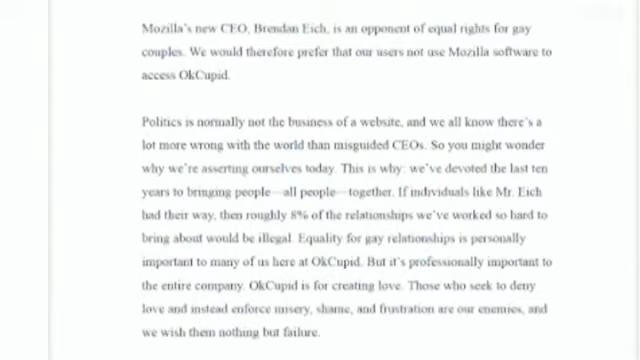 Mozilla's new CEO, Brendan Eich, is an opponent of equal rights for gay
couples. We would therefore prefer that our users not use Mozilla software to
access OkCupid.
Politics is normally not the business of a website, and we all know there's a
lot more wrong with the world than misguided CEOs. So you might wonder
why we're asserting ourselves today. This is why: we've devoted the last ten
years to bringing people—all people—together. If individuals like Mr. Eich
had their way, then roughly 8% of the relationships we've worked so hard to
bring about would be illegal. Equality for gay relationships is personally
important to many of us here at OkCupid. But it's professionally important to
the entire company. OkCupid is for creating love. Those who seek to deny
love and instead enforce misery, shame, and frustration are our enemies, and
we wish them nothing but failure.